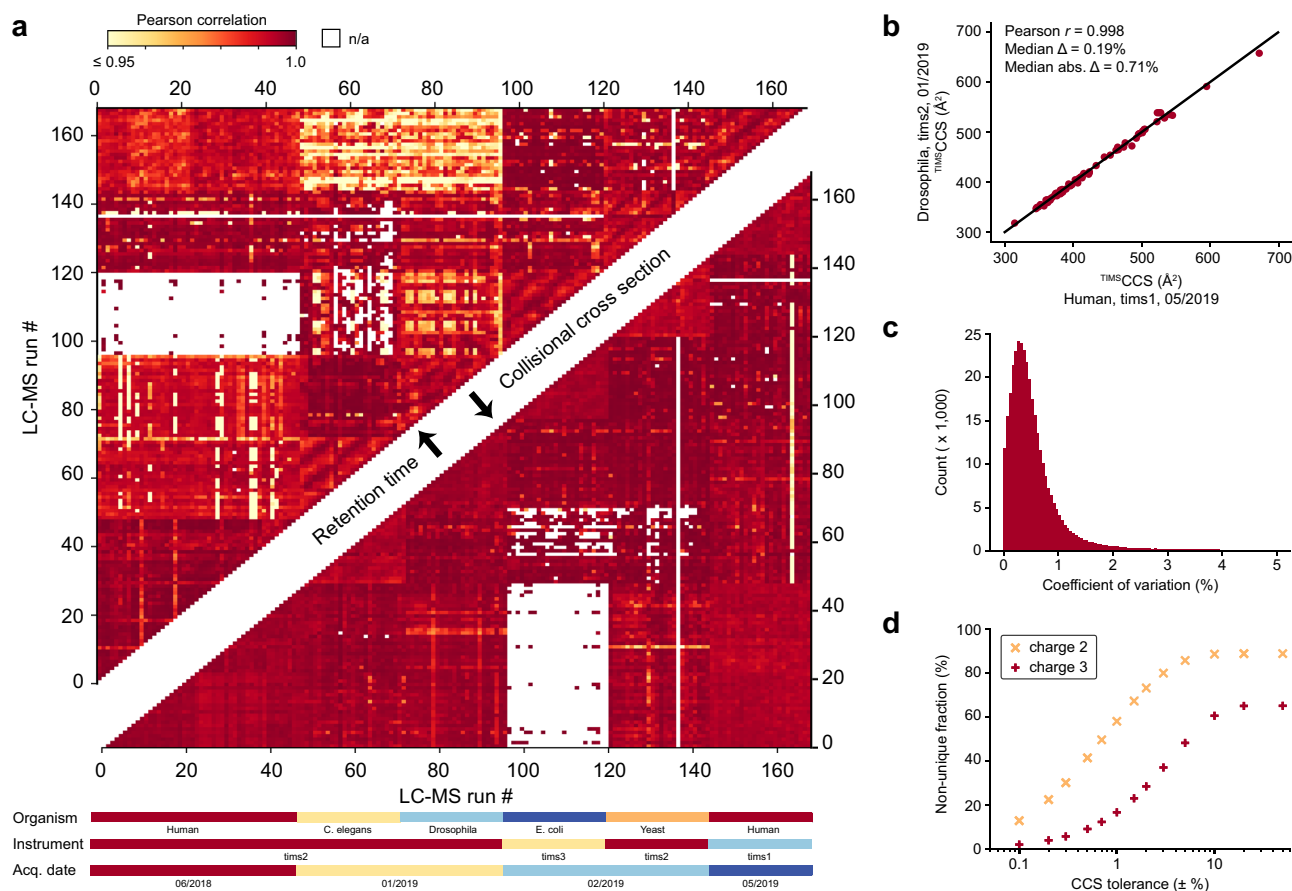 a
Pearson correlation
n/a
≤ 0.95 1.0
0 20 40 60 80 100 120 140 160
160
140
120
100
80
60
40
20
0
LC-MS run #
160
140
120
100
80
60
40
20
0
Collisional cross section
Retention time
0 20 40 60 80 100 120 140 160
LC-MS run #
Organism
Human C. elegans Drosophila E. coli Yeast Human
Instrument
tims2 tims3 tims2 tims1
Acq. date
06/2018 01/2019 02/2019 05/2019
b
Pearson r = 0.998
Median Δ = 0.19%
Median abs. Δ = 0.71%
Drosophila, tims2, 01/2019
TIMSCCS (Å²)
700
600
500
400
300
300 400 500 600 700
TIMSCCS (Å²)
Human, tims1, 05/2019
c
Count ( x 1,000)
25
20
15
10
5
0
0 1 2 3 4 5
Coefficient of variation (%)
d
Non-unique fraction (%)
100
80
60
40
20
0
charge 2
charge 3
0.1 1 10
CCS tolerance (± %)